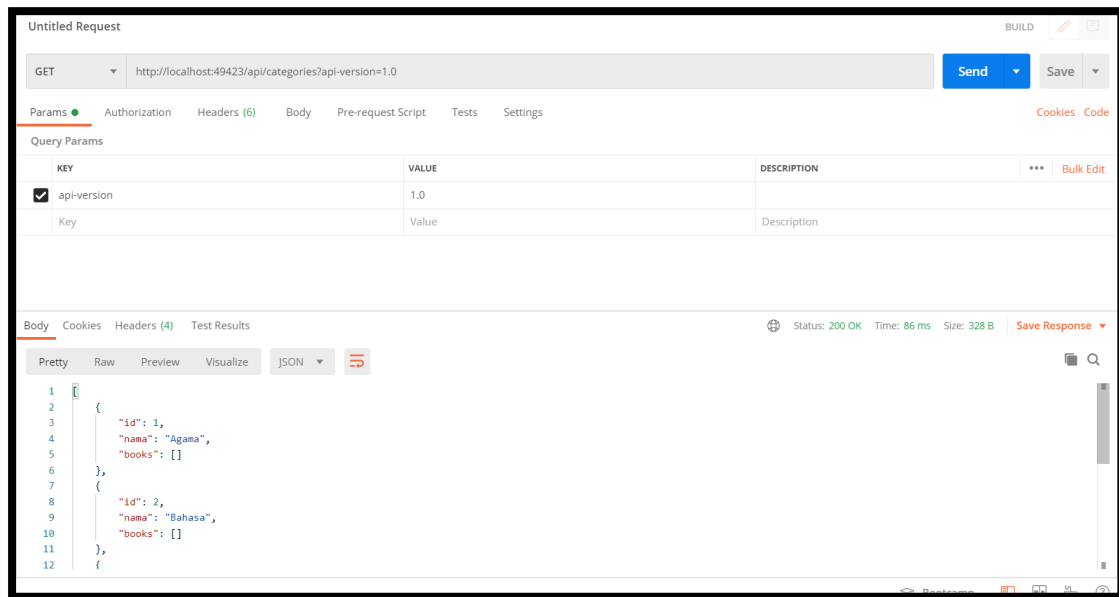 Untitled Request BUILD
GET http://localhost:49423/api/categories?api-version=1.0 Send Save
Params Authorization Headers (6) Body Pre-request Script Tests Settings Cookies Code
Query Params
KEY VALUE DESCRIPTION ••• Bulk Edit
api-version 1.0
Key Value Description
Body Cookies Headers (4) Test Results Status: 200 OK Time: 86 ms Size: 328 B Save Response
Pretty Raw Preview Visualize JSON
1 [
2 {
3 "id": 1,
4 "nama": "Agama",
5 "books": []
6 },
7 {
8 "id": 2,
9 "nama": "Bahasa",
10 "books": []
11 },
12 {
Bootcamp